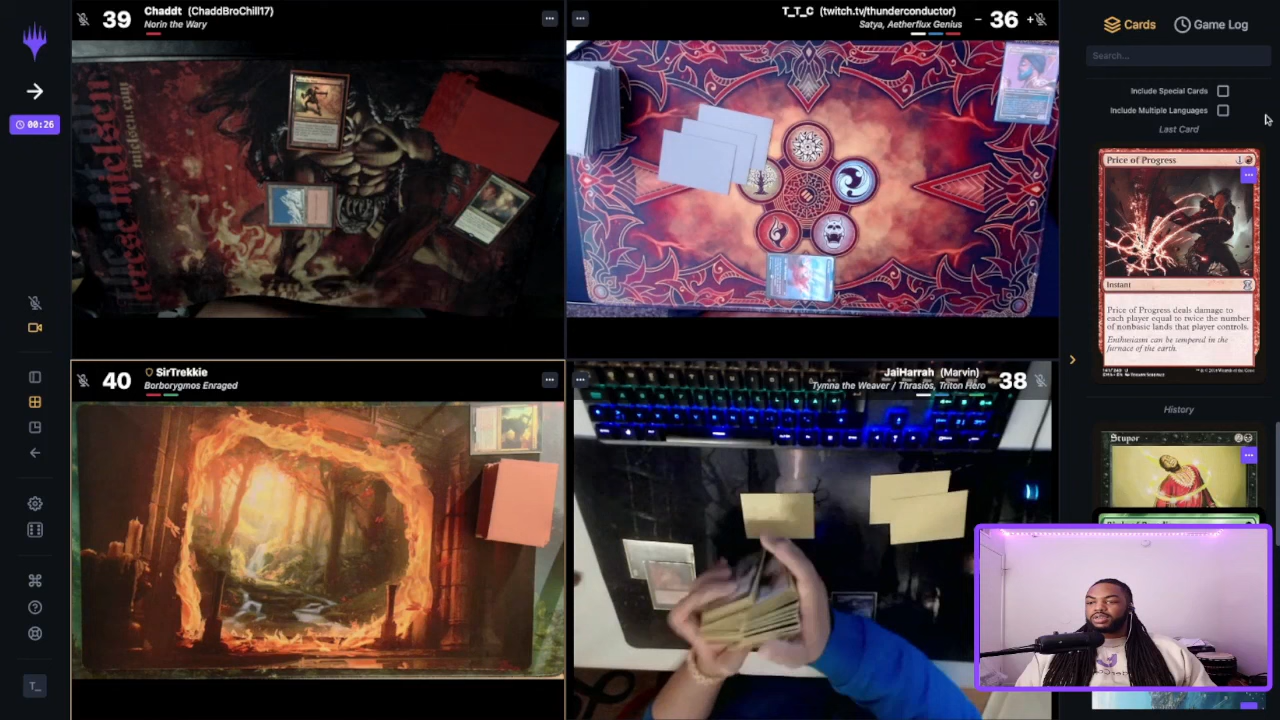 39
Chaddt (ChaddBroChill17)
Norin the Wary
T_T_C (twitch.tv/thunderconductor)
Satya, Aetherflux Genius
- 36 +
Cards
Game Log
Search...
Include Special Cards
Include Multiple Languages
Last Card
00:26
Price of Progress
Instant
Price of Progress deals damage to
each player equal to twice the number
of nonbasic lands that player controls.
Enthusiasm can be tempered in the
furnace of the earth.
40
SirTrekkie
Borborygmos Enraged
JaiHarrah (Marvin)
Tymna the Weaver / Thrasios, Triton Hero
38
History
Stupor
T_